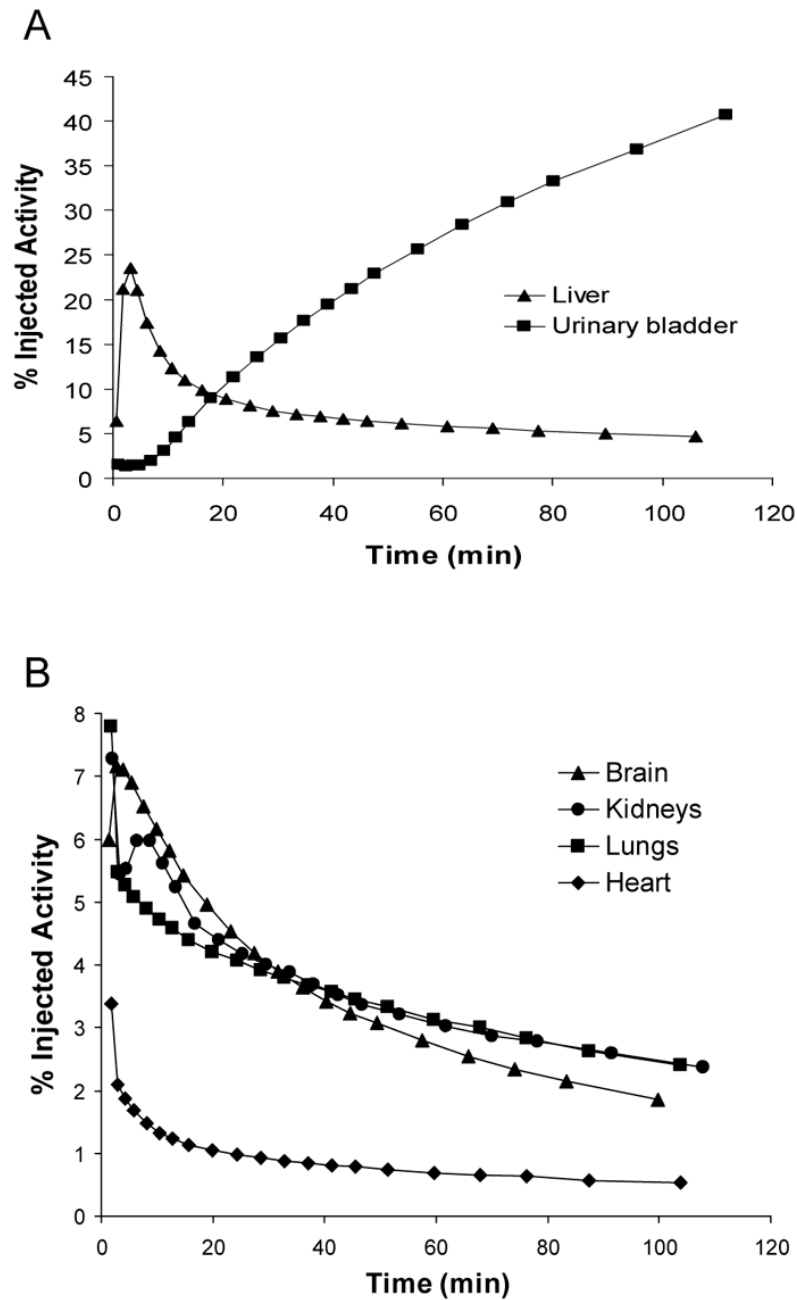 A
% Injected Activity
45
40
35
30
25
20
15
10
5
0
Liver
Urinary bladder
0 20 40 60 80 100 120
Time (min)
B
% Injected Activity
8
7
6
5
4
3
2
1
0
Brain
Kidneys
Lungs
Heart
0 20 40 60 80 100 120
Time (min)